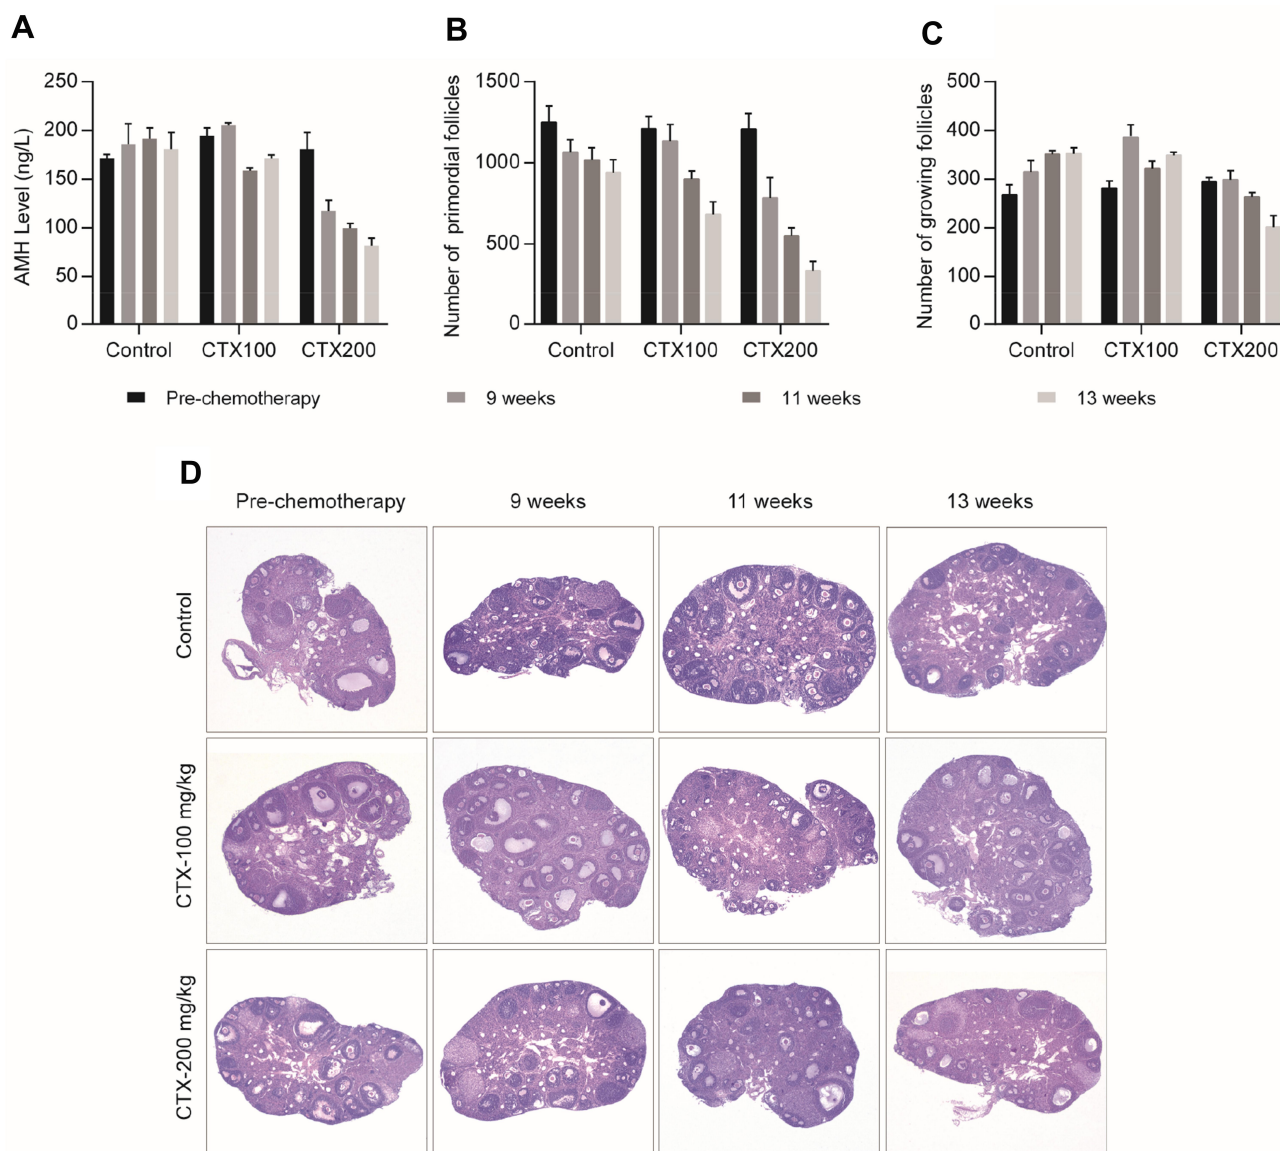 A
B
C
AMH Level (ng/L)
250
200
150
100
50
0
Control
CTX100
CTX200
Number of primordial follicles
1500
1000
500
0
Control
CTX100
CTX200
Number of growing follicles
500
400
300
200
100
0
Control
CTX100
CTX200
Pre-chemotherapy
9 weeks
11 weeks
13 weeks
D
Pre-chemotherapy
9 weeks
11 weeks
13 weeks
Control
CTX-100 mg/kg
CTX-200 mg/kg